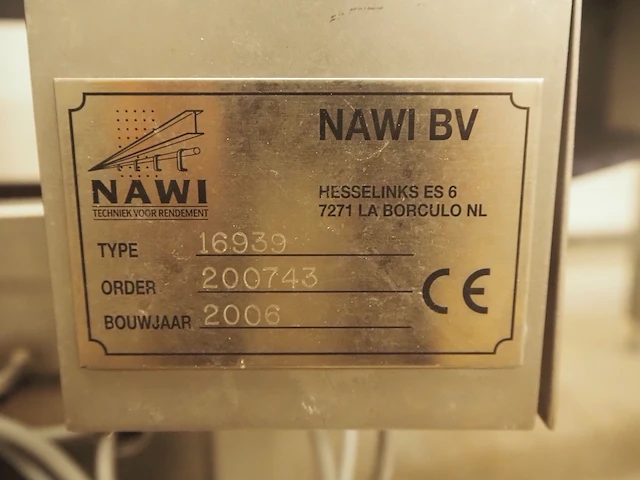 NAWI BV
NAWI
TECHNIEK VOOR RENDEMENT
HESSELINKS ES 6
7271 LA BORCULO NL
TYPE 16939
ORDER 200743
BOUWJAAR 2006
CE